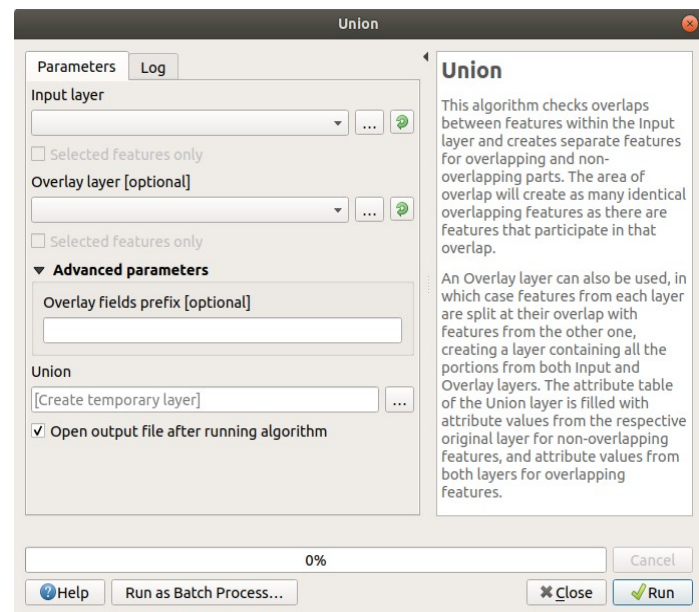 Union
Parameters
Log
Input layer
...
Selected features only
Overlay layer [optional]
...
Selected features only
Advanced parameters
Overlay fields prefix [optional]
Union
[Create temporary layer]
...
Open output file after running algorithm
Union
This algorithm checks overlaps
between features within the Input
layer and creates separate features
for overlapping and non-
overlapping parts. The area of
overlap will create as many identical
overlapping features as there are
features that participate in that
overlap.
An Overlay layer can also be used, in
which case features from each layer
are split at their overlap with
features from the other one,
creating a layer containing all the
portions from both Input and
Overlay layers. The attribute table
of the Union layer is filled with
attribute values from the respective
original layer for non-overlapping
features, and attribute values from
both layers for overlapping
features.
0%
Cancel
Help
Run as Batch Process...
Close
Run